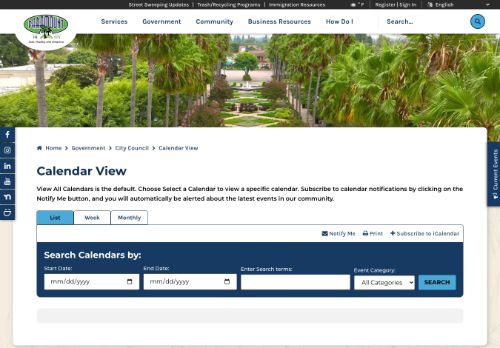 Street Sweeping Updates | Trash/Recycling Programs | Immigration Resources
° F | Register | Sign In | English
PARAMOUNT
Services Government Community Business Resources How Do I Search...
Home > Government > City Council > Calendar View
Calendar View
View All Calendars is the default. Choose Select a Calendar to view a specific calendar. Subscribe to calendar notifications by clicking on the
Notify Me button, and you will automatically be alerted about the latest events in our community.
List Week Monthly
Notify Me Print Subscribe to iCalendar
Search Calendars by:
Start Date: End Date: Enter Search terms: Event Category:
mm/dd/yyyy mm/dd/yyyy All Categories SEARCH
Current Events